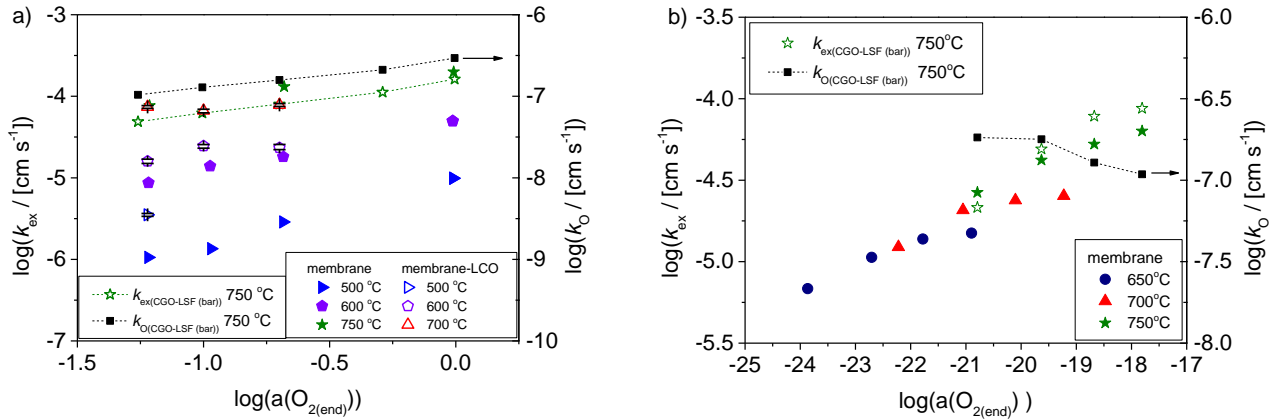 a)
-3
-4
-5
-6
-7
log(k_ex / [cm s⁻¹])
-6
-7
-8
-9
-10
log(k_O / [cm s⁻¹])
k_ex(CGO-LSF (bar)) 750 °C
k_O(CGO-LSF (bar)) 750 °C
membrane membrane-LCO
500 °C 500 °C
600 °C 600 °C
750 °C 700 °C
-1.5 -1.0 -0.5 0.0
log(a(O_2(end)))
b)
-3.5
-4.0
-4.5
-5.0
-5.5
log(k_ex / [cm s⁻¹])
-6.0
-6.5
-7.0
-7.5
-8.0
log(k_O / [cm s⁻¹])
k_ex(CGO-LSF (bar)) 750°C
k_O(CGO-LSF (bar)) 750°C
membrane
650°C
700°C
750°C
-25 -24 -23 -22 -21 -20 -19 -18 -17
log(a(O_2(end)) )